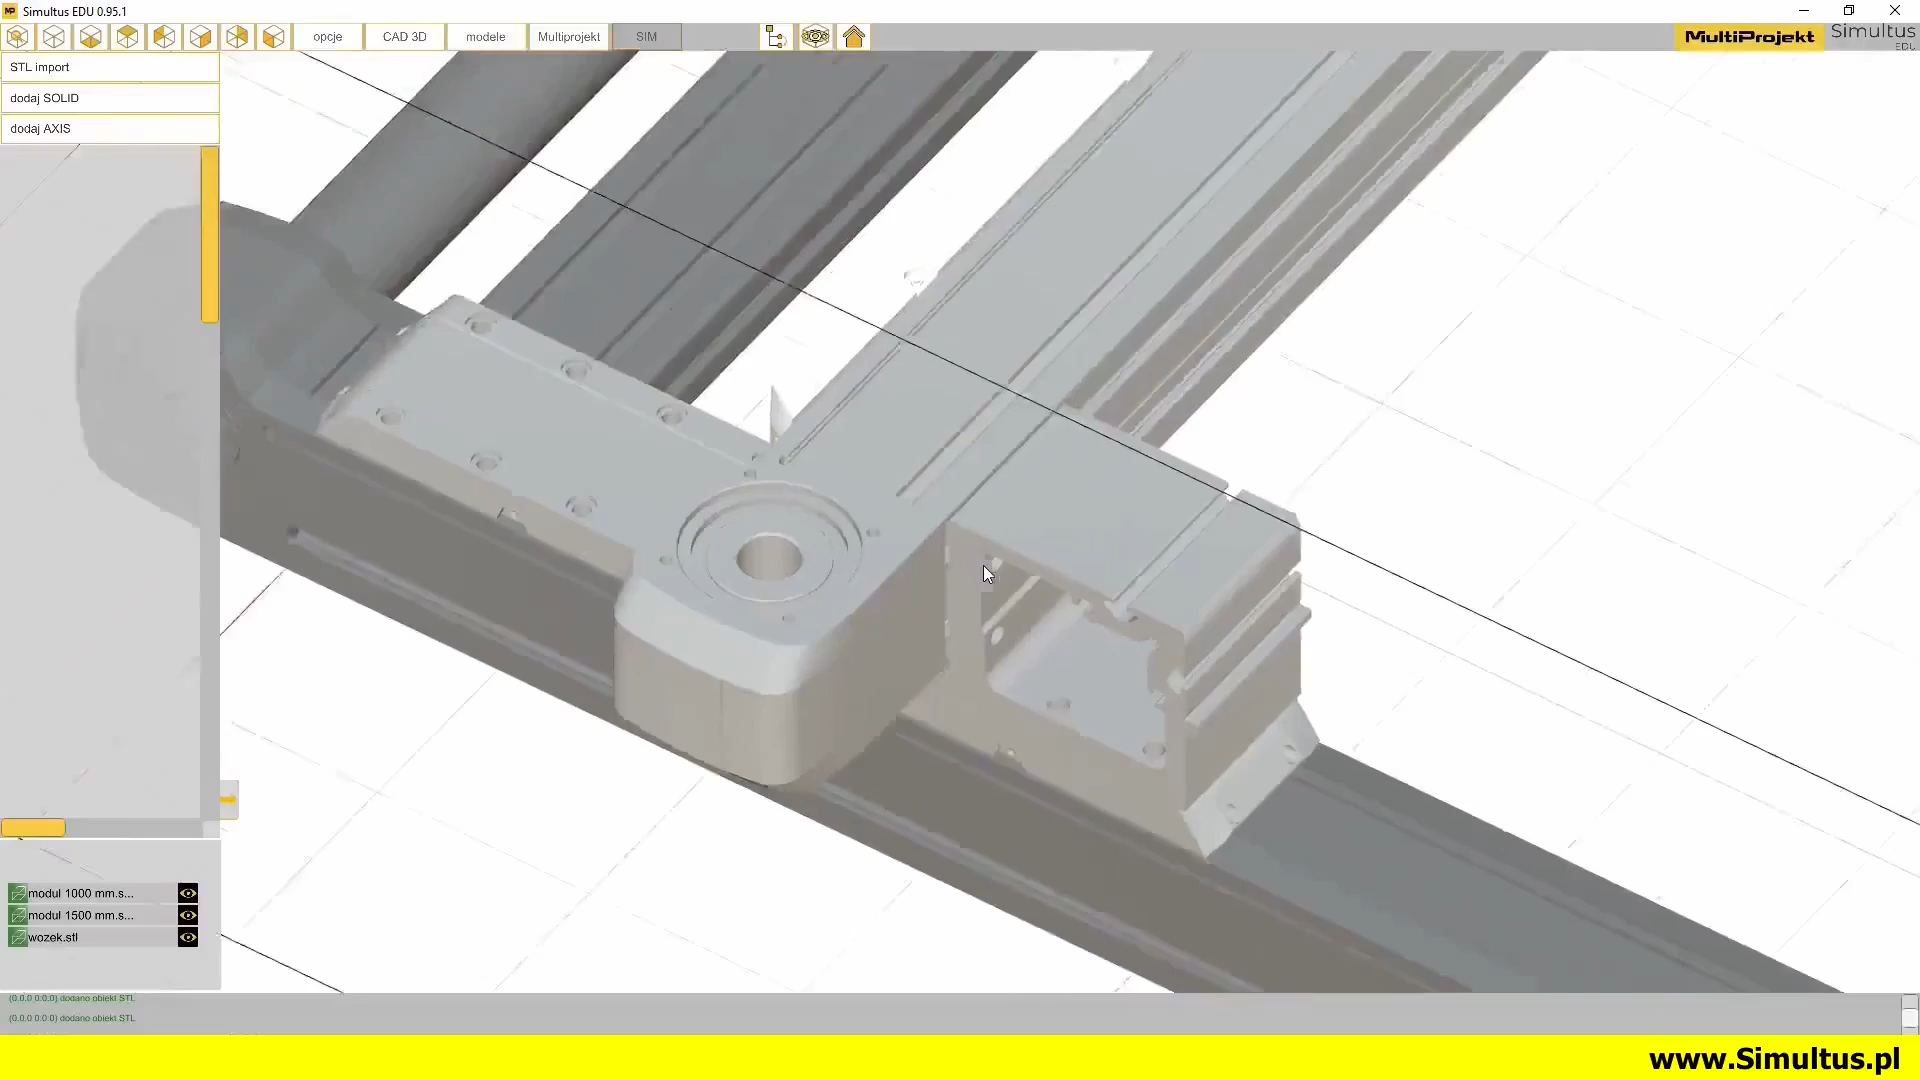 Simultus EDU 0.95.1
opcje
CAD 3D
modele
Multiprojekt
SIM
MultiProjekt
Simultus
EDU
STL import
dodaj SOLID
dodaj AXIS
modul 1000 mm.s...
modul 1500 mm.s...
wozek.stl
(0.0.0 0:0:0) dodano obiekt STL
(0.0.0 0:0:0) dodano obiekt STL
www.Simultus.pl